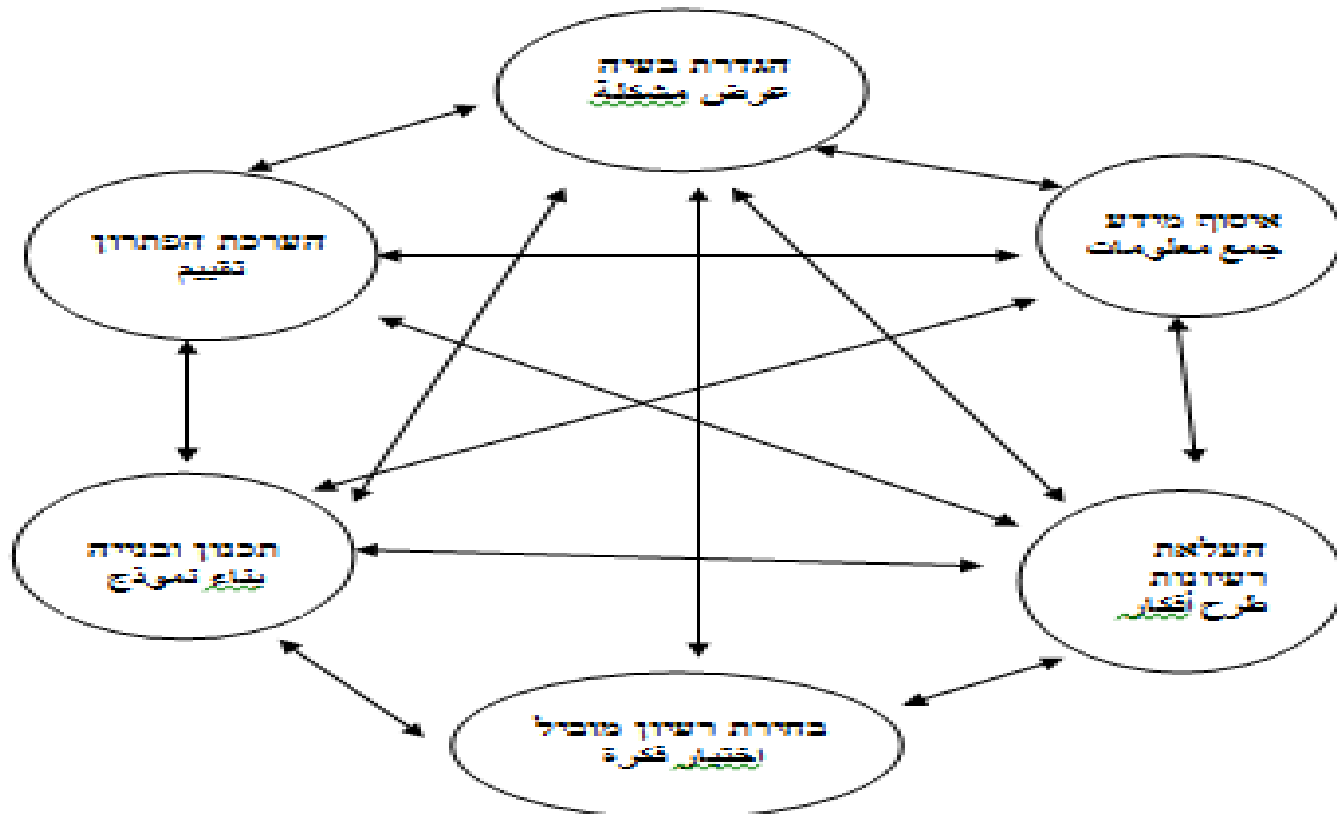 הגדרת בעיה
عرض مشكلة
איסוף מידע
جمع معلومات
העלאת
רעיונות
طرح أفكار
בחירת רעיון מוביל
اختيار فكرة
תכנון ובנייה
بناء نموذج
הערכת הפתרון
تقييم